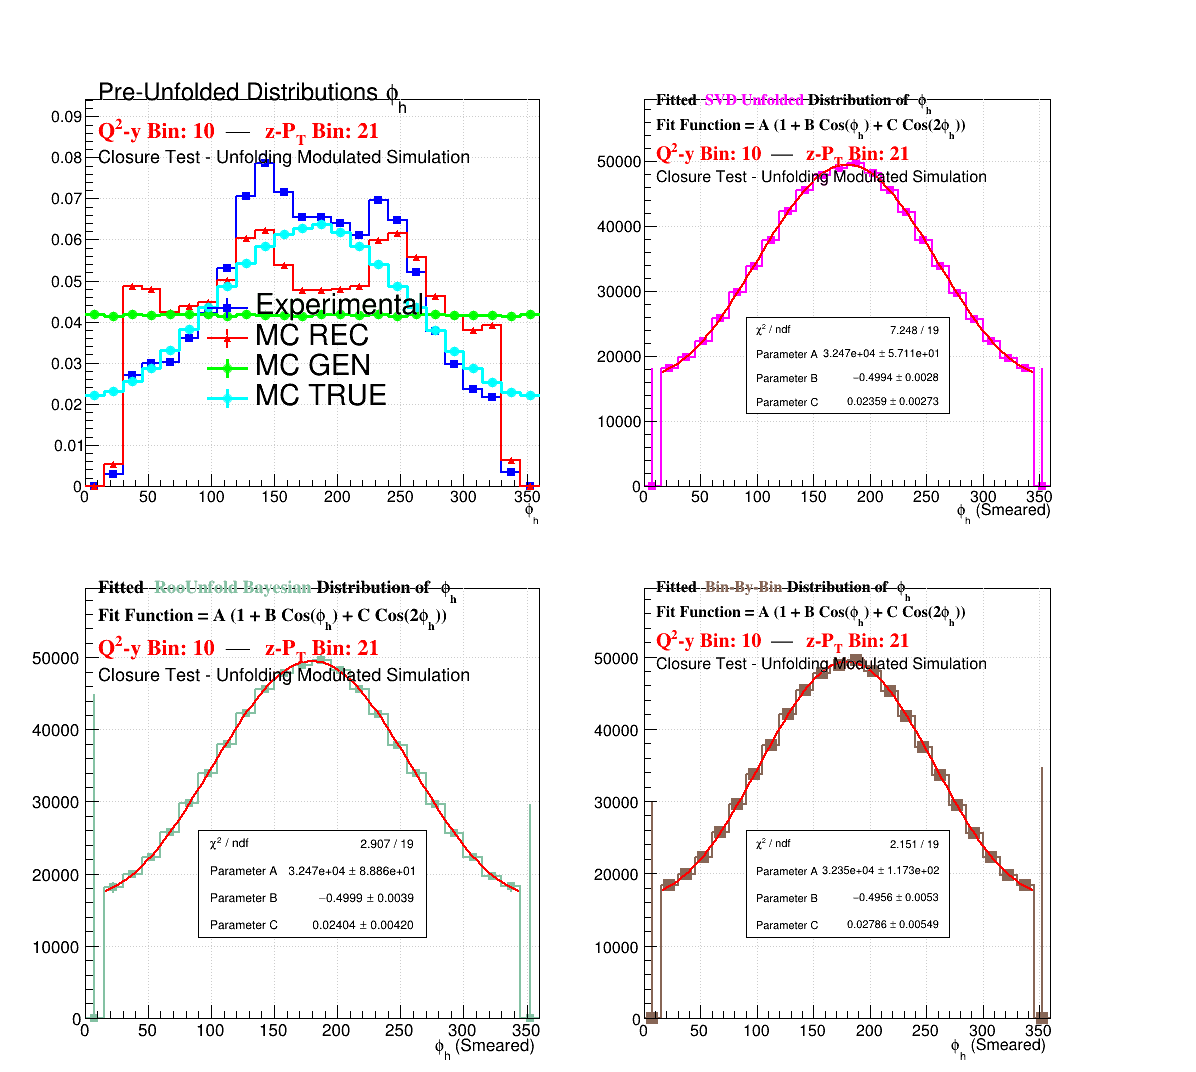 Pre-Unfolded Distributions ϕh
Q²-y Bin: 10 — z-PT Bin: 21
Closure Test - Unfolding Modulated Simulation
0.09
0.08
0.07
0.06
0.05
0.04
0.03
0.02
0.01
0
Experimental
MC REC
MC GEN
MC TRUE
0 50 100 150 200 250 300 350
ϕh
Fitted SVD Unfolded Distribution of ϕh
Fit Function = A (1 + B Cos(ϕh) + C Cos(2ϕh))
Q²-y Bin: 10 — z-PT Bin: 21
Closure Test - Unfolding Modulated Simulation
50000
40000
30000
20000
10000
0
χ² / ndf 7.248 / 19
Parameter A 3.247e+04 ± 5.711e+01
Parameter B −0.4994 ± 0.0028
Parameter C 0.02359 ± 0.00273
0 50 100 150 200 250 300 350
ϕh (Smeared)
Fitted RooUnfold Bayesian Distribution of ϕh
Fit Function = A (1 + B Cos(ϕh) + C Cos(2ϕh))
Q²-y Bin: 10 — z-PT Bin: 21
Closure Test - Unfolding Modulated Simulation
50000
40000
30000
20000
10000
0
χ² / ndf 2.907 / 19
Parameter A 3.247e+04 ± 8.886e+01
Parameter B −0.4999 ± 0.0039
Parameter C 0.02404 ± 0.00420
0 50 100 150 200 250 300 350
ϕh (Smeared)
Fitted Bin-By-Bin Distribution of ϕh
Fit Function = A (1 + B Cos(ϕh) + C Cos(2ϕh))
Q²-y Bin: 10 — z-PT Bin: 21
Closure Test - Unfolding Modulated Simulation
50000
40000
30000
20000
10000
0
χ² / ndf 2.151 / 19
Parameter A 3.235e+04 ± 1.173e+02
Parameter B −0.4956 ± 0.0053
Parameter C 0.02786 ± 0.00549
0 50 100 150 200 250 300 350
ϕh (Smeared)